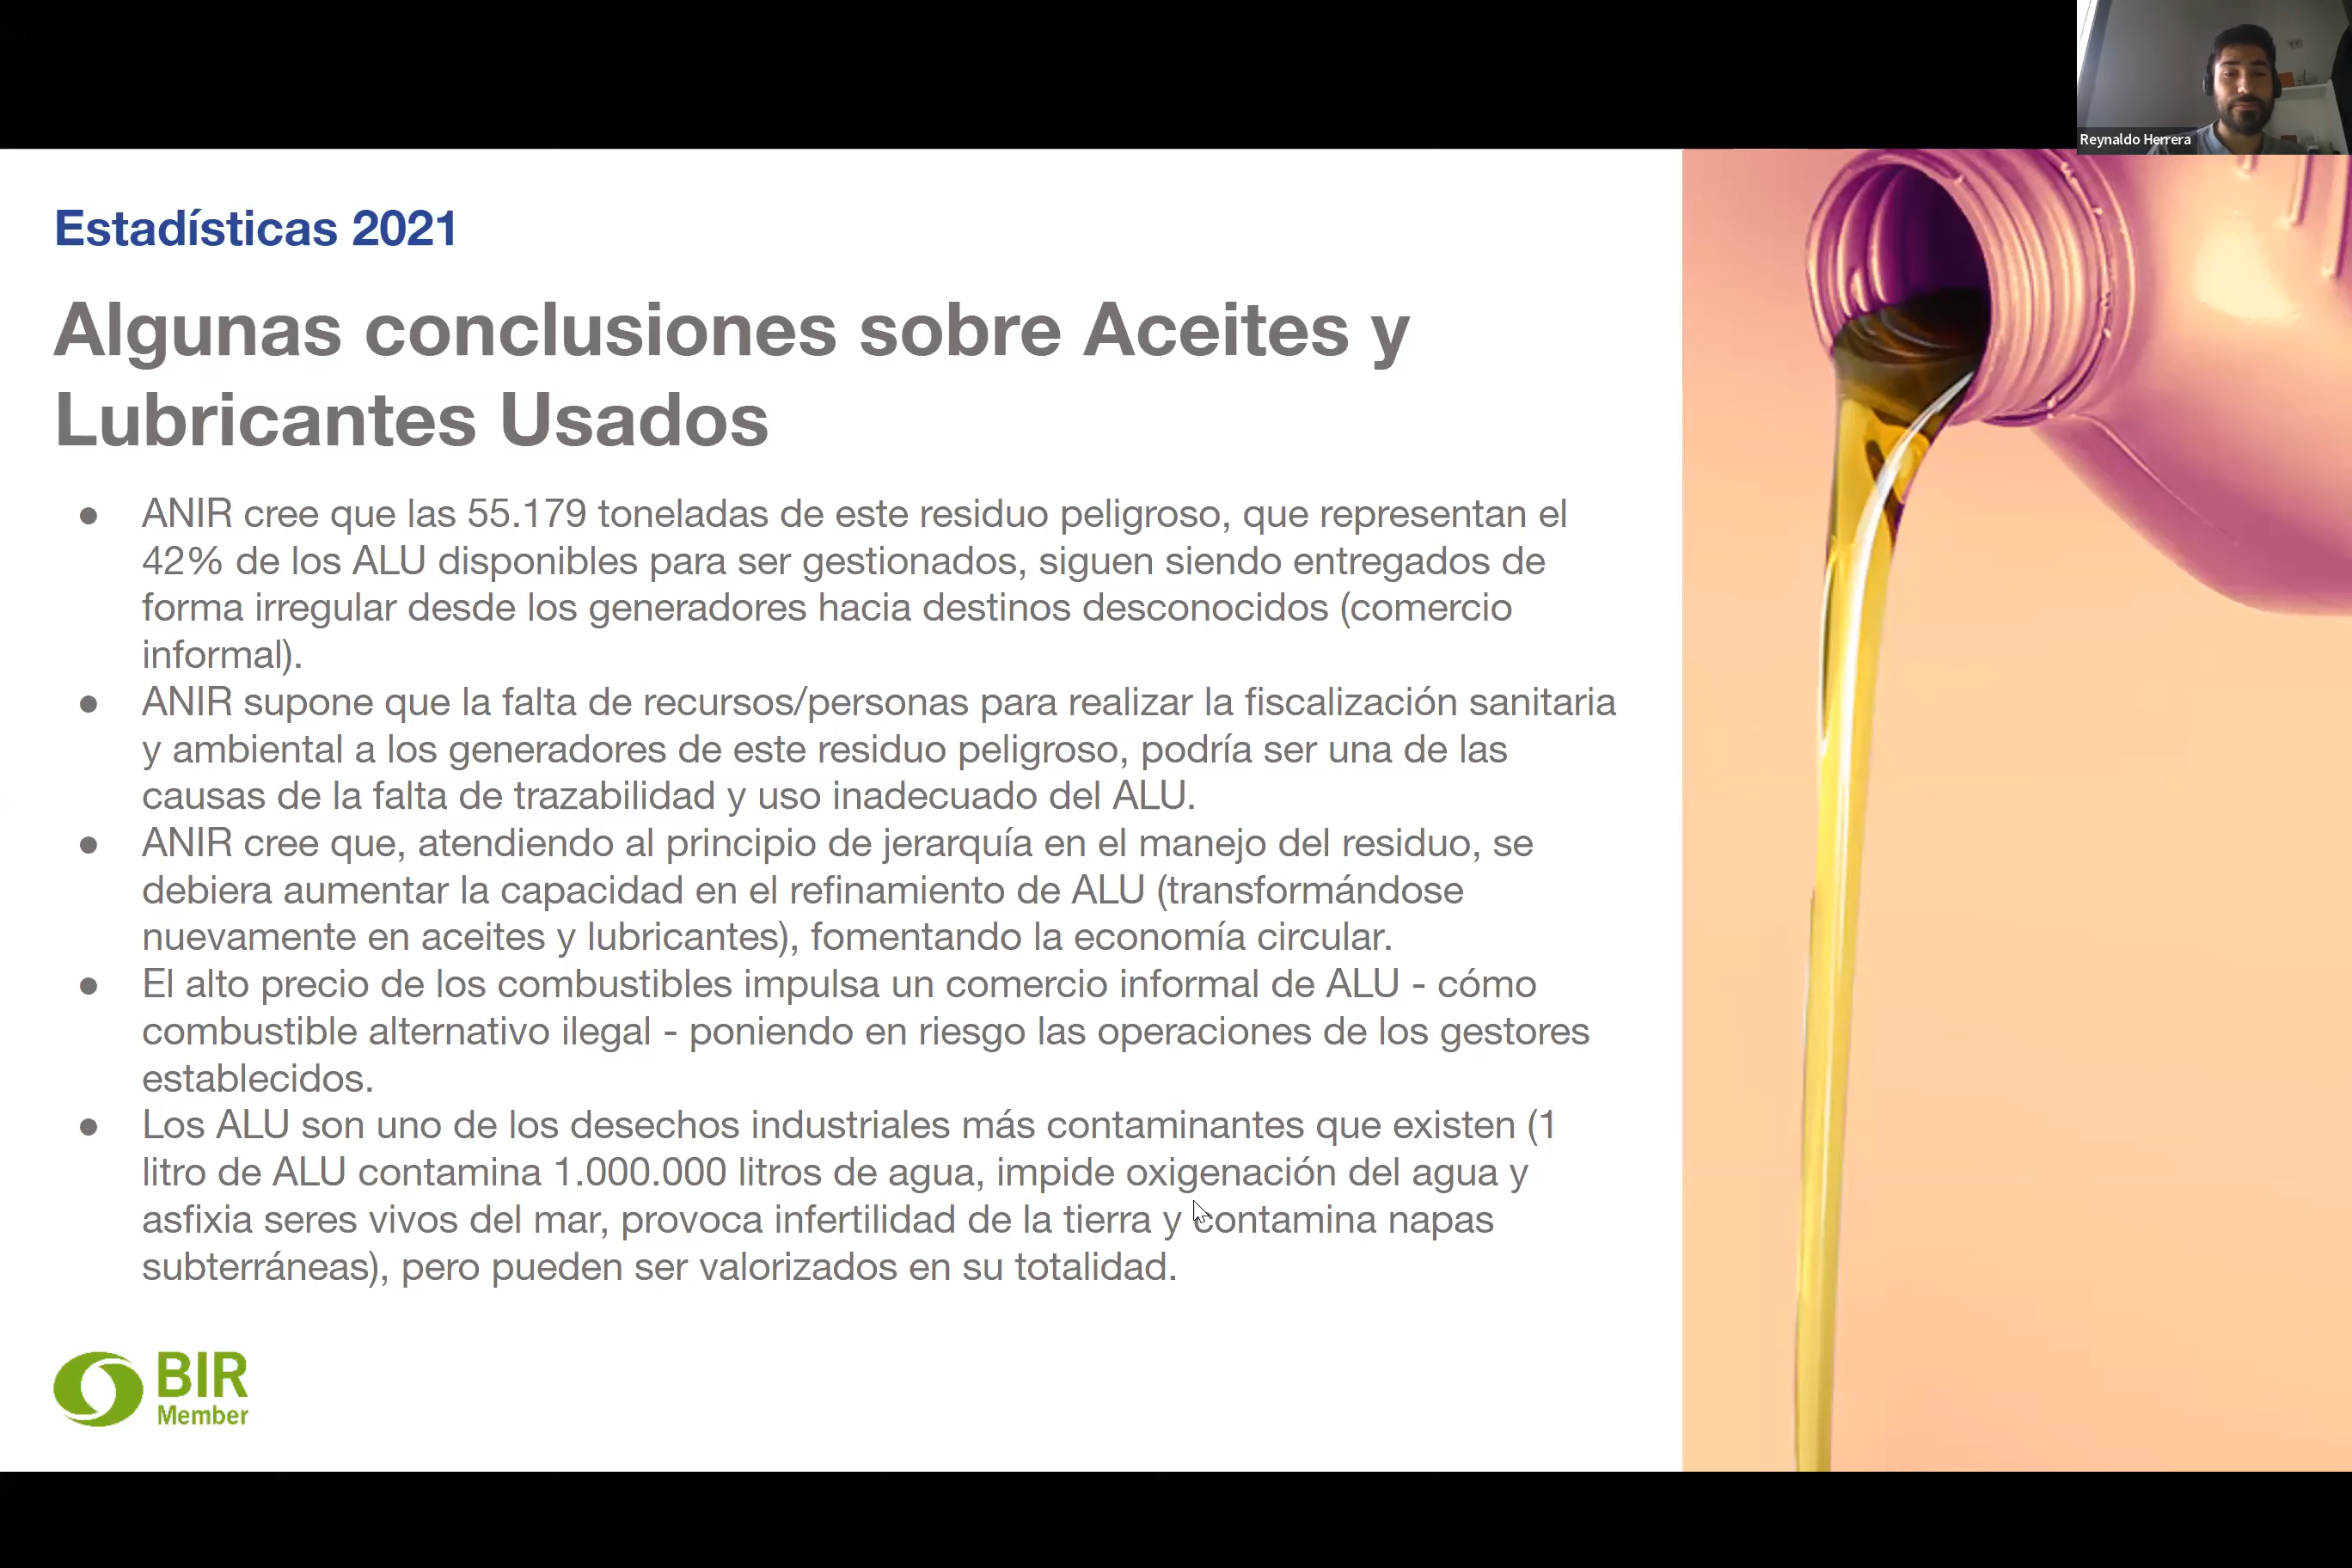 Reynaldo Herrera
Estadísticas 2021
Algunas conclusiones sobre Aceites y
Lubricantes Usados
● ANIR cree que las 55.179 toneladas de este residuo peligroso, que representan el
42% de los ALU disponibles para ser gestionados, siguen siendo entregados de
forma irregular desde los generadores hacia destinos desconocidos (comercio
informal).
● ANIR supone que la falta de recursos/personas para realizar la fiscalización sanitaria
y ambiental a los generadores de este residuo peligroso, podría ser una de las
causas de la falta de trazabilidad y uso inadecuado del ALU.
● ANIR cree que, atendiendo al principio de jerarquía en el manejo del residuo, se
debiera aumentar la capacidad en el refinamiento de ALU (transformándose
nuevamente en aceites y lubricantes), fomentando la economía circular.
● El alto precio de los combustibles impulsa un comercio informal de ALU - cómo
combustible alternativo ilegal - poniendo en riesgo las operaciones de los gestores
establecidos.
● Los ALU son uno de los desechos industriales más contaminantes que existen (1
litro de ALU contamina 1.000.000 litros de agua, impide oxigenación del agua y
asfixia seres vivos del mar, provoca infertilidad de la tierra y contamina napas
subterráneas), pero pueden ser valorizados en su totalidad.
BIR
Member